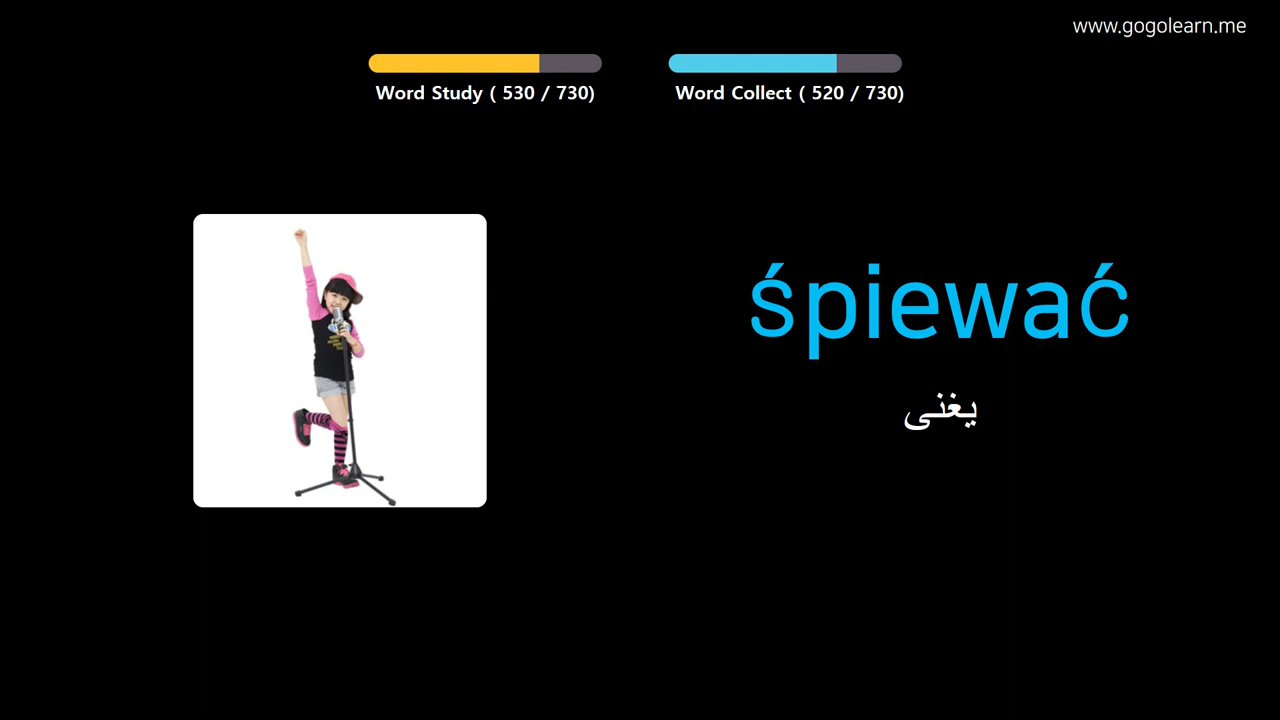 www.gogolearn.me
Word Study ( 530 / 730)
Word Collect ( 520 / 730)
śpiewać
يغنى